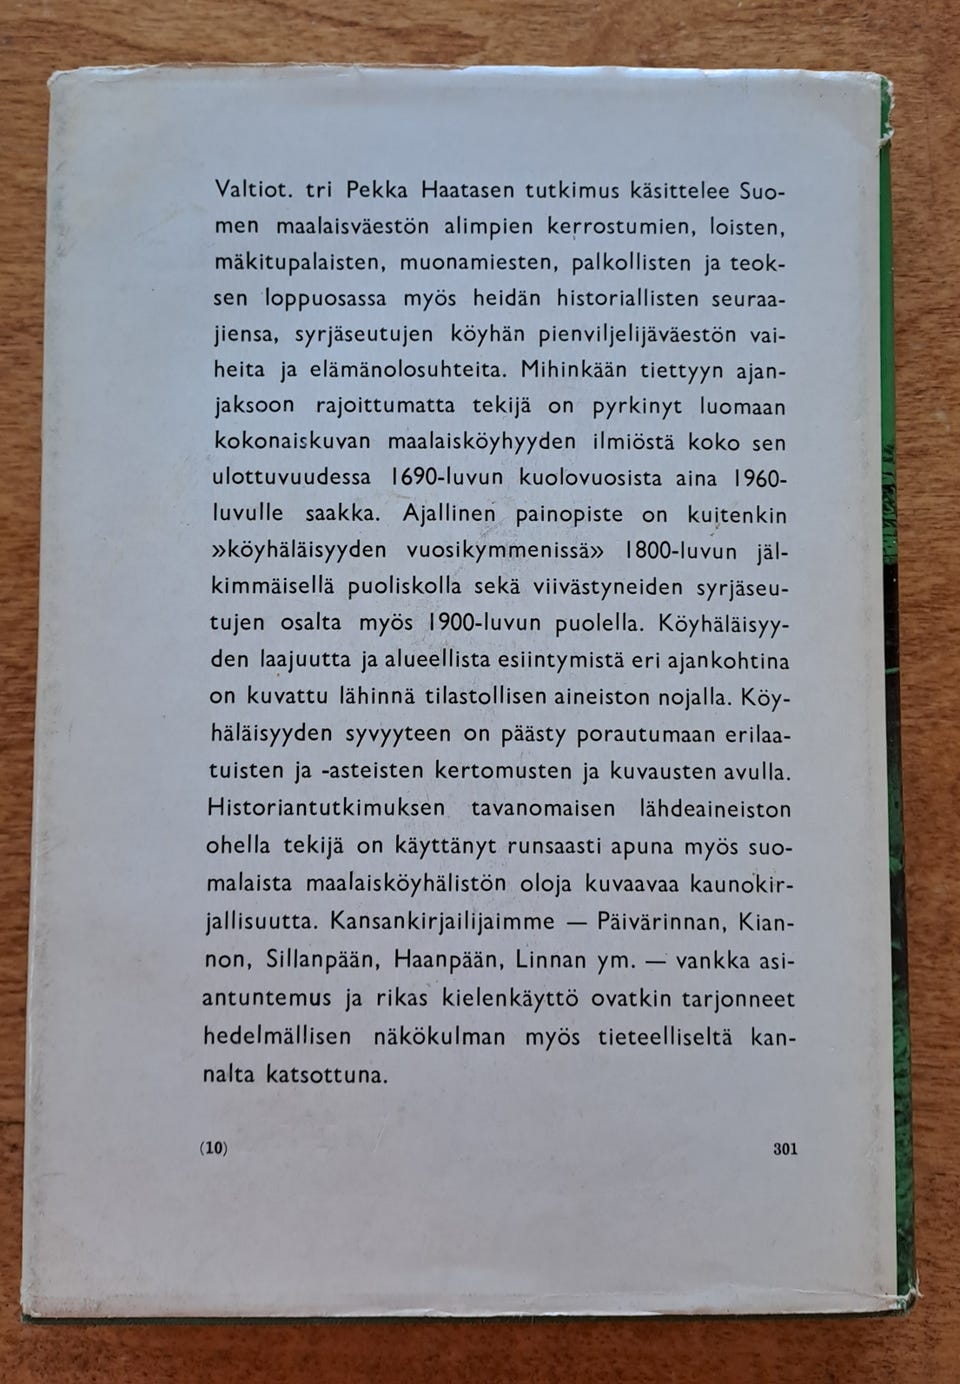 Valtiot. tri Pekka Haatasen tutkimus käsittelee Suo-
men maalaisväestön alimpien kerrostumien, loisten,
mäkitupalaisten, muonamiesten, palkollisten ja teok-
sen loppuosassa myös heidän historiallisten seuraa-
jiensa, syrjäseutujen köyhän pienviljelijäväestön vai-
heita ja elämänolosuhteita. Mihinkään tiettyyn ajan-
jaksoon rajoittumatta tekijä on pyrkinyt luomaan
kokonaiskuvan maalaisköyhyyden ilmiöstä koko sen
ulottuvuudessa 1690-luvun kuolovuosista aina 1960-
luvulle saakka. Ajallinen painopiste on kuitenkin
»köyhäläisyyden vuosikymmenissä» 1800-luvun jäl-
kimmäisellä puoliskolla sekä viivästyneiden syrjäseu-
tujen osalta myös 1900-luvun puolella. Köyhäläisyy-
den laajuutta ja alueellista esiintymistä eri ajankohtina
on kuvattu lähinnä tilastollisen aineiston nojalla. Köy-
häläisyyden syvyyteen on päästy porautumaan erilaa-
tuisten ja -asteisten kertomusten ja kuvausten avulla.
Historiantutkimuksen tavanomaisen lähdeaineiston
ohella tekijä on käyttänyt runsaasti apuna myös suo-
malaista maalaisköyhälistön oloja kuvaavaa kaunokir-
jallisuutta. Kansankirjailijaimme — Päivärinnan, Kian-
non, Sillanpään, Haanpään, Linnan ym. — vankka asi-
antuntemus ja rikas kielenkäyttö ovatkin tarjonneet
hedelmällisen näkökulman myös tieteelliseltä kan-
nalta katsottuna.
(10) 301